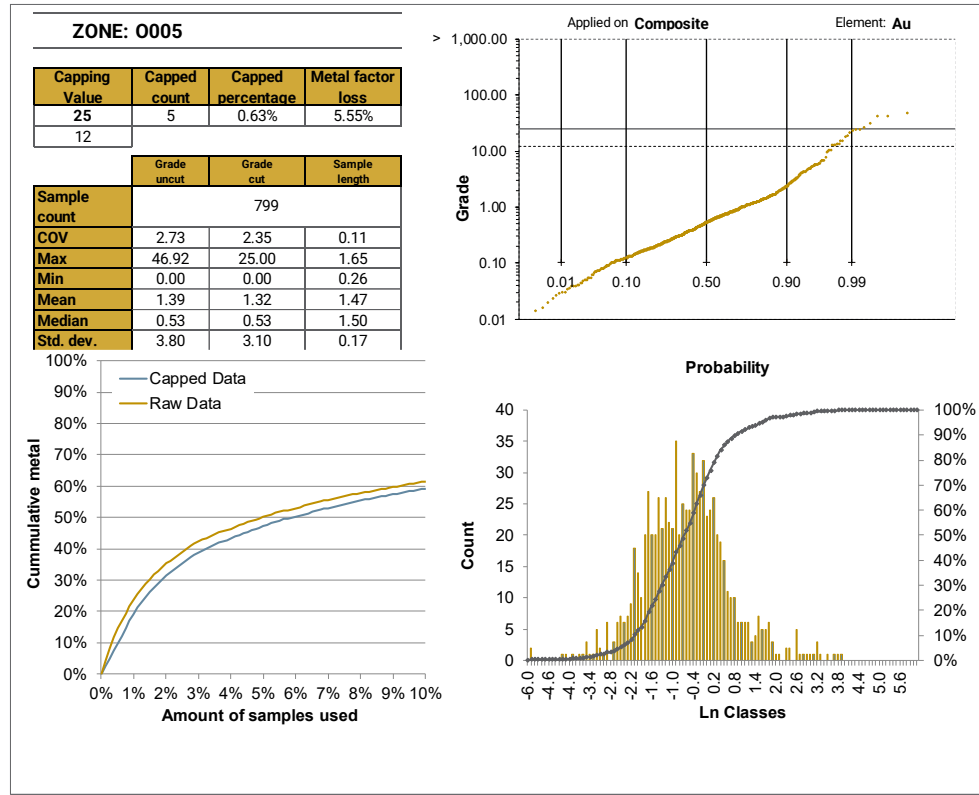 ZONE: O005
Capping Value | Capped count | Capped percentage | Metal factor loss
25 | 5 | 0.63% | 5.55%
12
Grade uncut | Grade cut | Sample length
Sample count | 799
COV | 2.73 | 2.35 | 0.11
Max | 46.92 | 25.00 | 1.65
Min | 0.00 | 0.00 | 0.26
Mean | 1.39 | 1.32 | 1.47
Median | 0.53 | 0.53 | 1.50
Std. dev. | 3.80 | 3.10 | 0.17
Applied on Composite
Element: Au
>
1,000.00
100.00
10.00
1.00
0.10
0.01
Grade
0.01 0.10 0.50 0.90 0.99
100%
90%
80%
70%
60%
50%
40%
30%
20%
10%
0%
Cummulative metal
Capped Data
Raw Data
0% 1% 2% 3% 4% 5% 6% 7% 8% 9% 10%
Amount of samples used
Probability
40
35
30
25
20
15
10
5
0
Count
100%
90%
80%
70%
60%
50%
40%
30%
20%
10%
0%
-6.0 -4.6 -4.0 -3.4 -2.8 -2.2 -1.6 -1.0 -0.4 0.2 0.8 1.4 2.0 2.6 3.2 3.8 4.4 5.0 5.6
Ln Classes